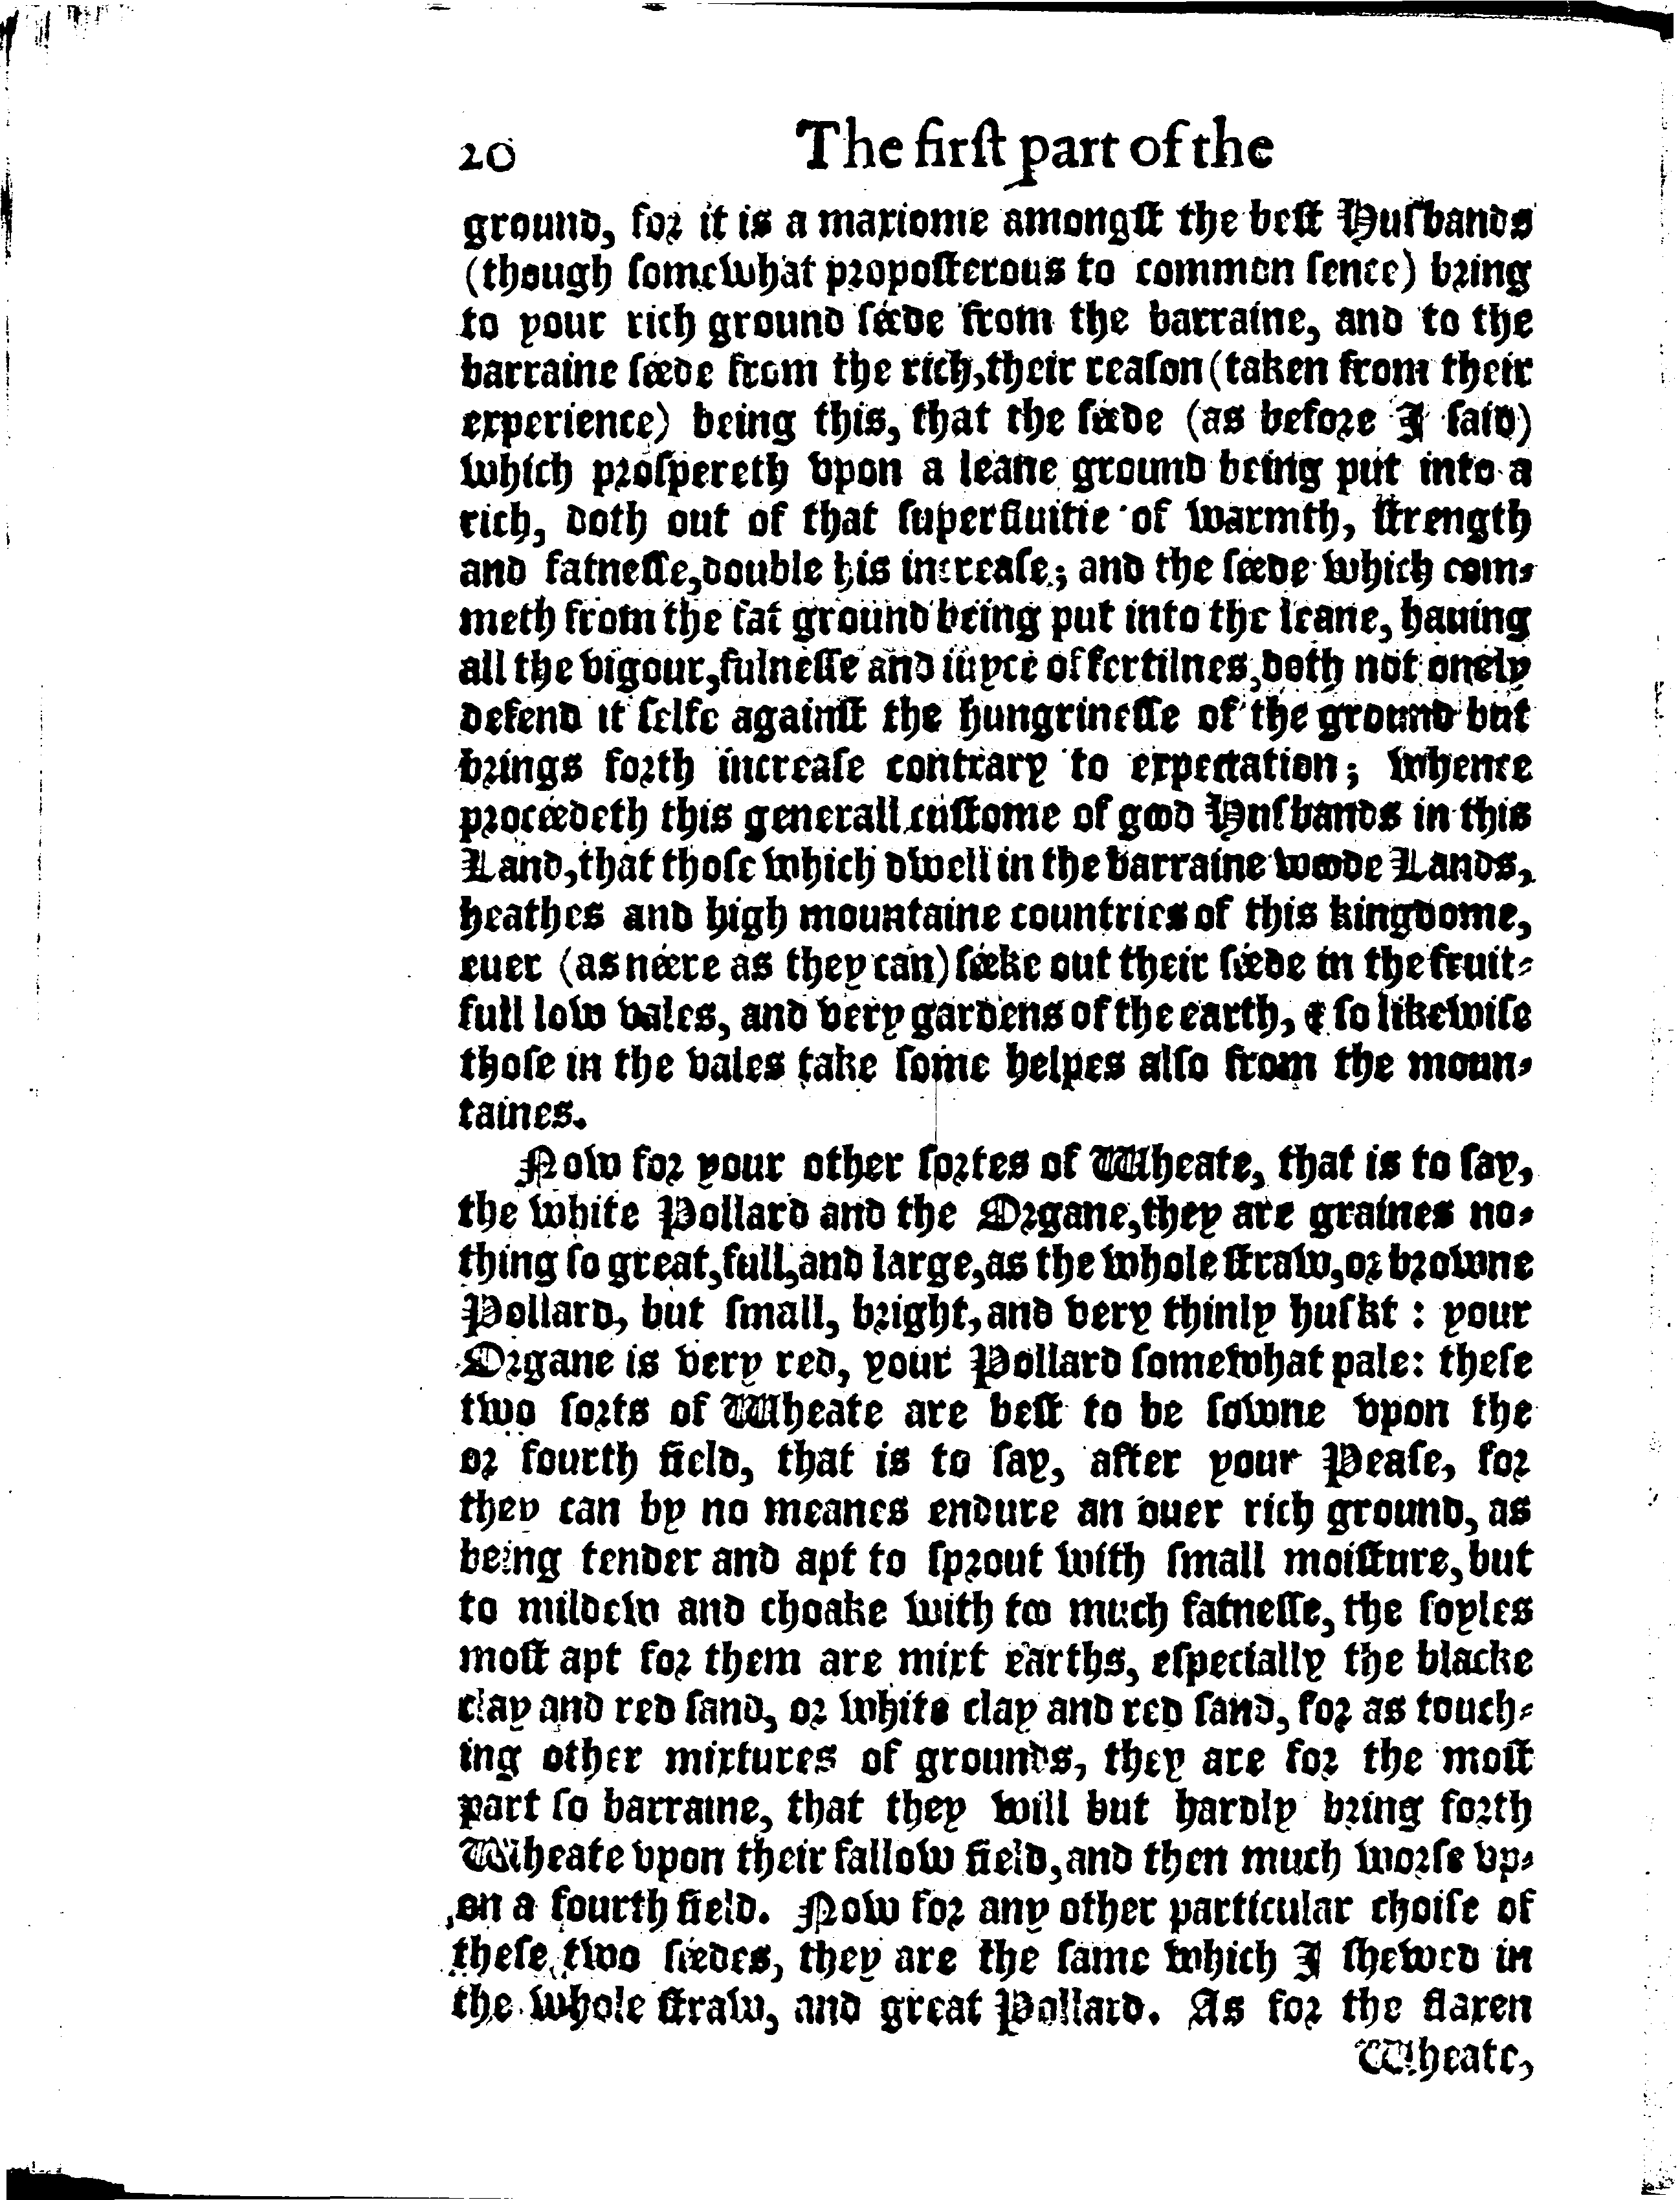 20 The firſt part of the
ground, for it is a maxiome amongſt the beſt Huſbands
(though ſomewhat propoſterous to common ſence) bring
to your rich ground ſeede from the barraine, and to the
barraine ſeede from the rich, their reaſon (taken from their
experience) being this, that the ſeede (as before I ſaid)
which proſpereth vpon a leane ground being put into a
rich, doth out of that ſuperfluitie of warmth, ſtrength
and fatneſſe, double his increaſe; and the ſeede which com-
meth from the fat ground being put into the leane, hauing
all the vigour, fulneſſe and iuyce of fertilnes, doth not onely
defend it ſelfe againſt the hungrineſſe of the ground but
brings forth increaſe contrary to expectation; whence
proceedeth this generall cuſtome of good Huſbands in this
Land, that thoſe which dwell in the barraine woode Lands,
heathes and high mountaine countries of this kingdome,
euer (as neere as they can) ſeeke out their ſeede in the fruit-
full low vales, and very gardens of the earth, & ſo likewiſe
thoſe in the vales take ſome helpes alſo from the moun-
taines.
Now for your other ſortes of Wheate, that is to ſay,
the white Pollard and the Organe, they are graines no-
thing ſo great, full, and large, as the whole ſtraw, or browne
Pollard, but ſmall, bright, and very thinly huſkt : your
Organe is very red, your Pollard ſomewhat pale: theſe
two ſorts of Wheate are beſt to be ſowne vpon the
or fourth field, that is to ſay, after your Peaſe, for
they can by no meanes endure an ouer rich ground, as
being tender and apt to ſprout with ſmall moiſture, but
to mildew and choake with too much fatneſſe, the ſoyles
moſt apt for them are mixt earths, eſpecially the blacke
clay and red ſand, or white clay and red ſand, for as touch-
ing other mixtures of grounds, they are for the moſt
part ſo barraine, that they will but hardly bring forth
Wheate vpon their fallow field, and then much worſe vp-
on a fourth field. Now for any other particular choiſe of
theſe two ſeedes, they are the ſame which I ſhewed in
the whole ſtraw, and great Pollard. As for the flaxen
Wheate,